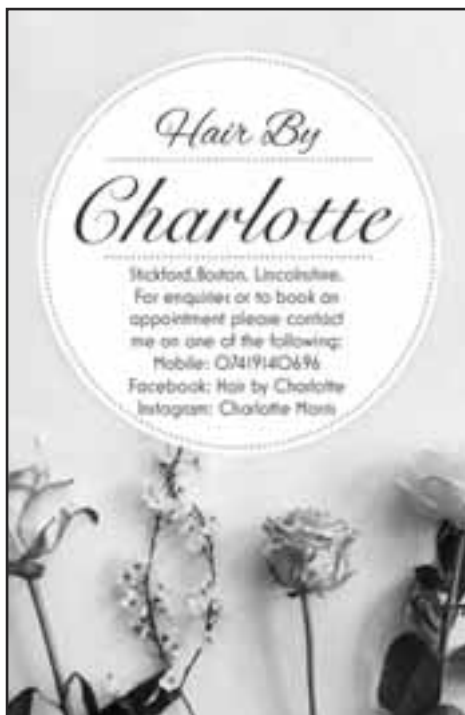 Hair By
Charlotte
Stickford,Boston, Lincolnshire.
For enquiries or to book an
appointment please contact
me on one of the following:
Mobile: 07419140696
Facebook: Hair by Charlotte
Instagram: Charlotte Morris